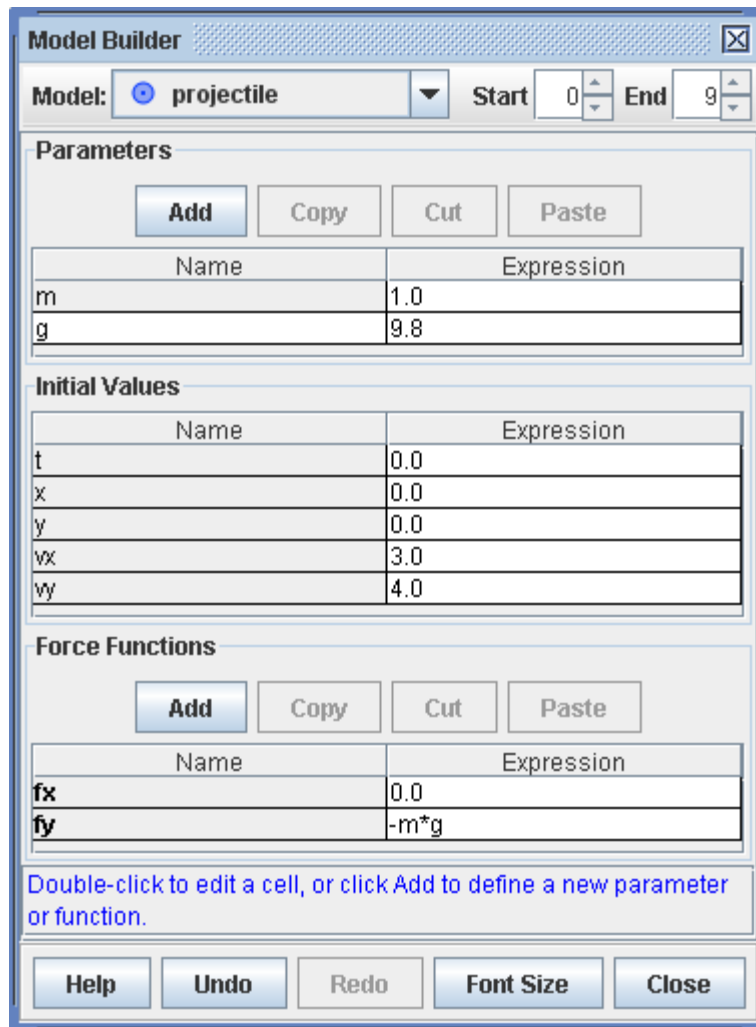 Model Builder
Model: projectile Start 0 End 9
Parameters
Add Copy Cut Paste
Name Expression
m 1.0
g 9.8
Initial Values
Name Expression
t 0.0
x 0.0
y 0.0
vx 3.0
vy 4.0
Force Functions
Add Copy Cut Paste
Name Expression
fx 0.0
fy -m*g
Double-click to edit a cell, or click Add to define a new parameter
or function.
Help Undo Redo Font Size Close